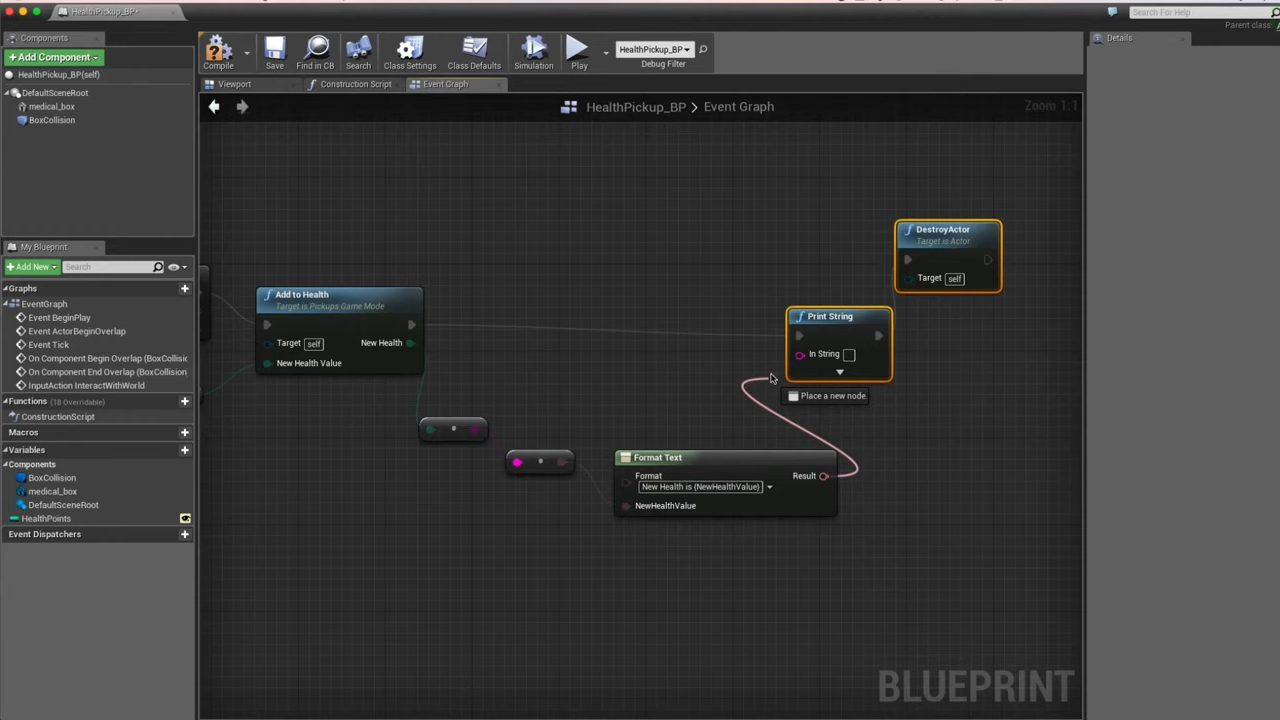 HealthPickup_BP*
Search For Help
Parent class:
Components
Details
+Add Component
HealthPickup_BP(self)
DefaultSceneRoot
medical_box
BoxCollision
Compile
Save
Find in CB
Search
Class Settings
Class Defaults
Simulation
Play
HealthPickup_BP
Debug Filter
Viewport
Construction Script
Event Graph
HealthPickup_BP > Event Graph
Zoom 1:1
My Blueprint
+Add New
Search
Graphs
EventGraph
Event BeginPlay
Event ActorBeginOverlap
Event Tick
On Component Begin Overlap (BoxCollisio
On Component End Overlap (BoxCollision)
InputAction InteractWithWorld
Functions (18 Overridable)
ConstructionScript
Macros
Variables
Components
BoxCollision
medical_box
DefaultSceneRoot
HealthPoints
Event Dispatchers
Add to Health
Target is Pickups Game Mode
Target self
New Health
New Health Value
DestroyActor
Target is Actor
Target self
Print String
In String
Place a new node.
Format Text
Format
New Health is {NewHealthValue}
Result
NewHealthValue
BLUEPRINT